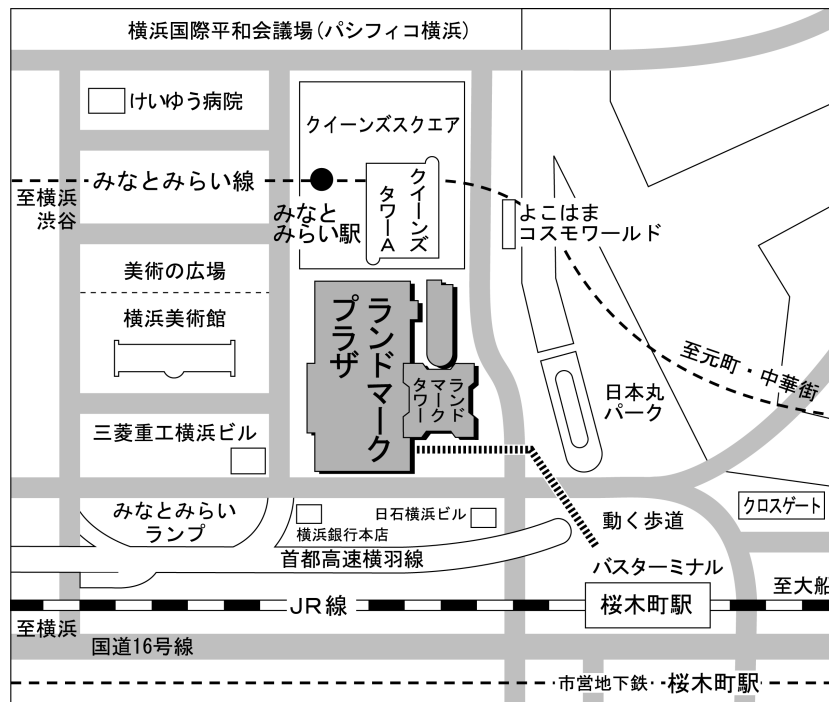 横浜国際平和会議場(パシフィコ横浜)
けいゆう病院
クイーンズスクエア
みなとみらい線
至横浜
渋谷
みなと
みらい駅
クイーンズ
タワーA
よこはま
コスモワールド
美術の広場
横浜美術館
ランドマーク
プラザ
ランド
マーク
タワー
至元町・中華街
日本丸
パーク
三菱重工横浜ビル
みなとみらい
ランプ
横浜銀行本店
日石横浜ビル
クロスゲート
動く歩道
首都高速横羽線
バスターミナル
至大船
JR線
桜木町駅
至横浜
国道16号線
市営地下鉄
桜木町駅